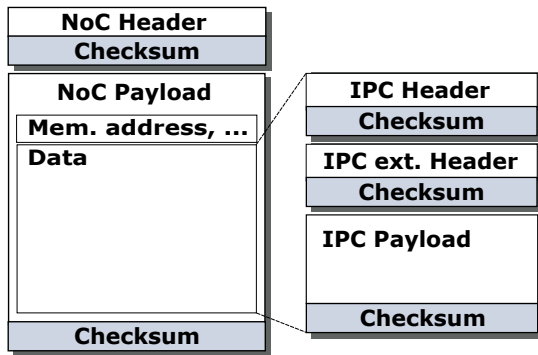 NoC Header
Checksum
NoC Payload
Mem. address, ...
Data
Checksum
IPC Header
Checksum
IPC ext. Header
Checksum
IPC Payload
Checksum